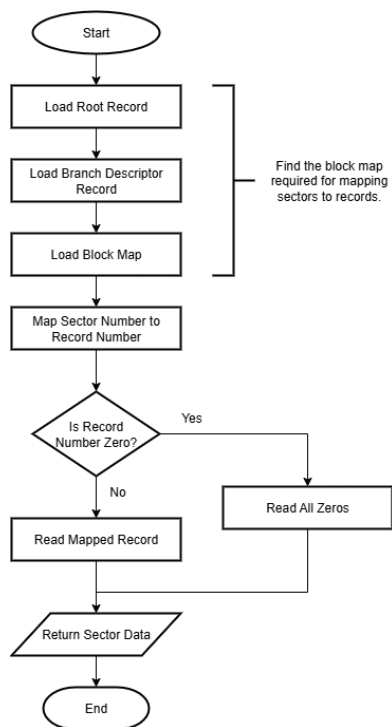 Start
Load Root Record
Load Branch Descriptor
Record
Load Block Map
Find the block map
required for mapping
sectors to records.
Map Sector Number to
Record Number
Is Record
Number Zero?
Yes
No
Read All Zeros
Read Mapped Record
Return Sector Data
End